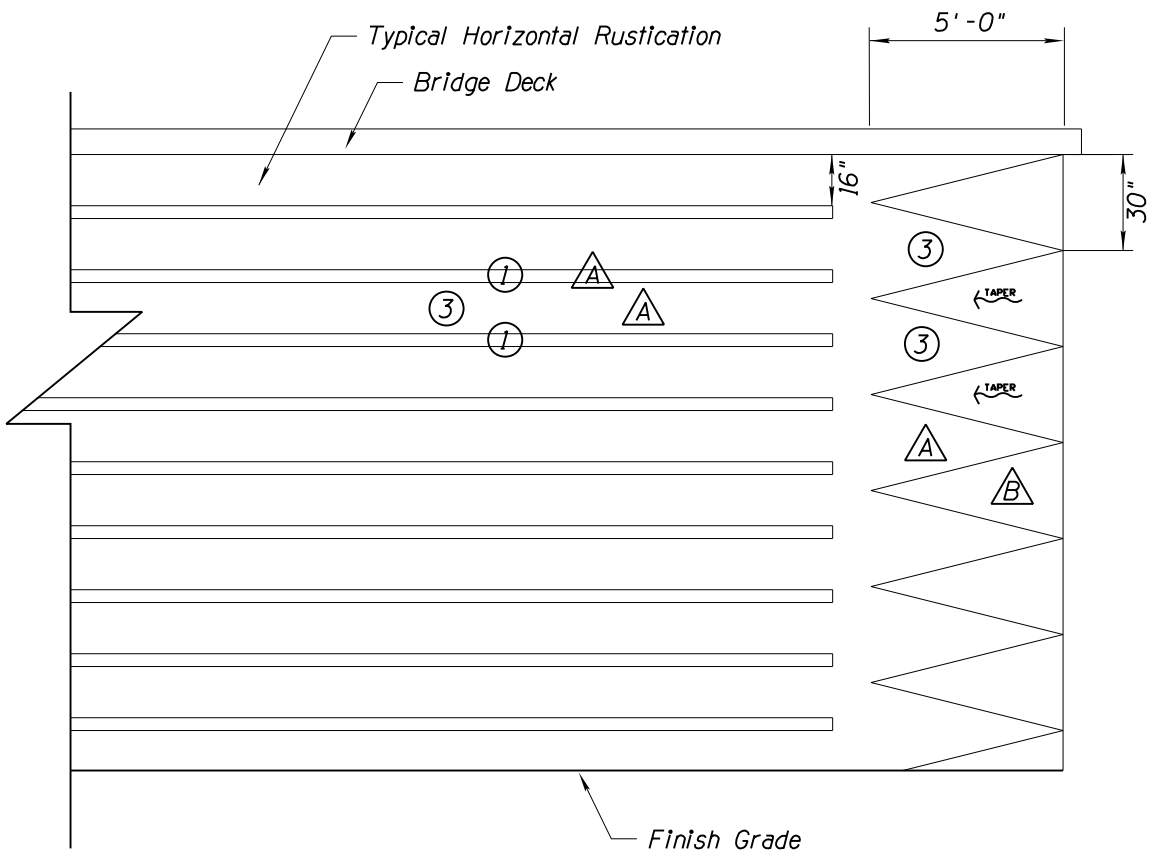 5'-0"
Typical Horizontal Rustication
Bridge Deck
16"
30"
3
1
A
TAPER
3
A
1
3
TAPER
A
B
Finish Grade